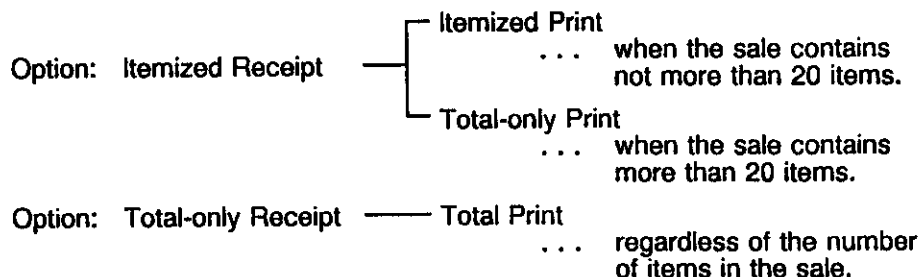 Itemized Print
... when the sale contains
Option: Itemized Receipt
not more than 20 items.
Total-only Print
... when the sale contains
more than 20 items.
Option: Total-only Receipt Total Print
... regardless of the number
of items in the sale.